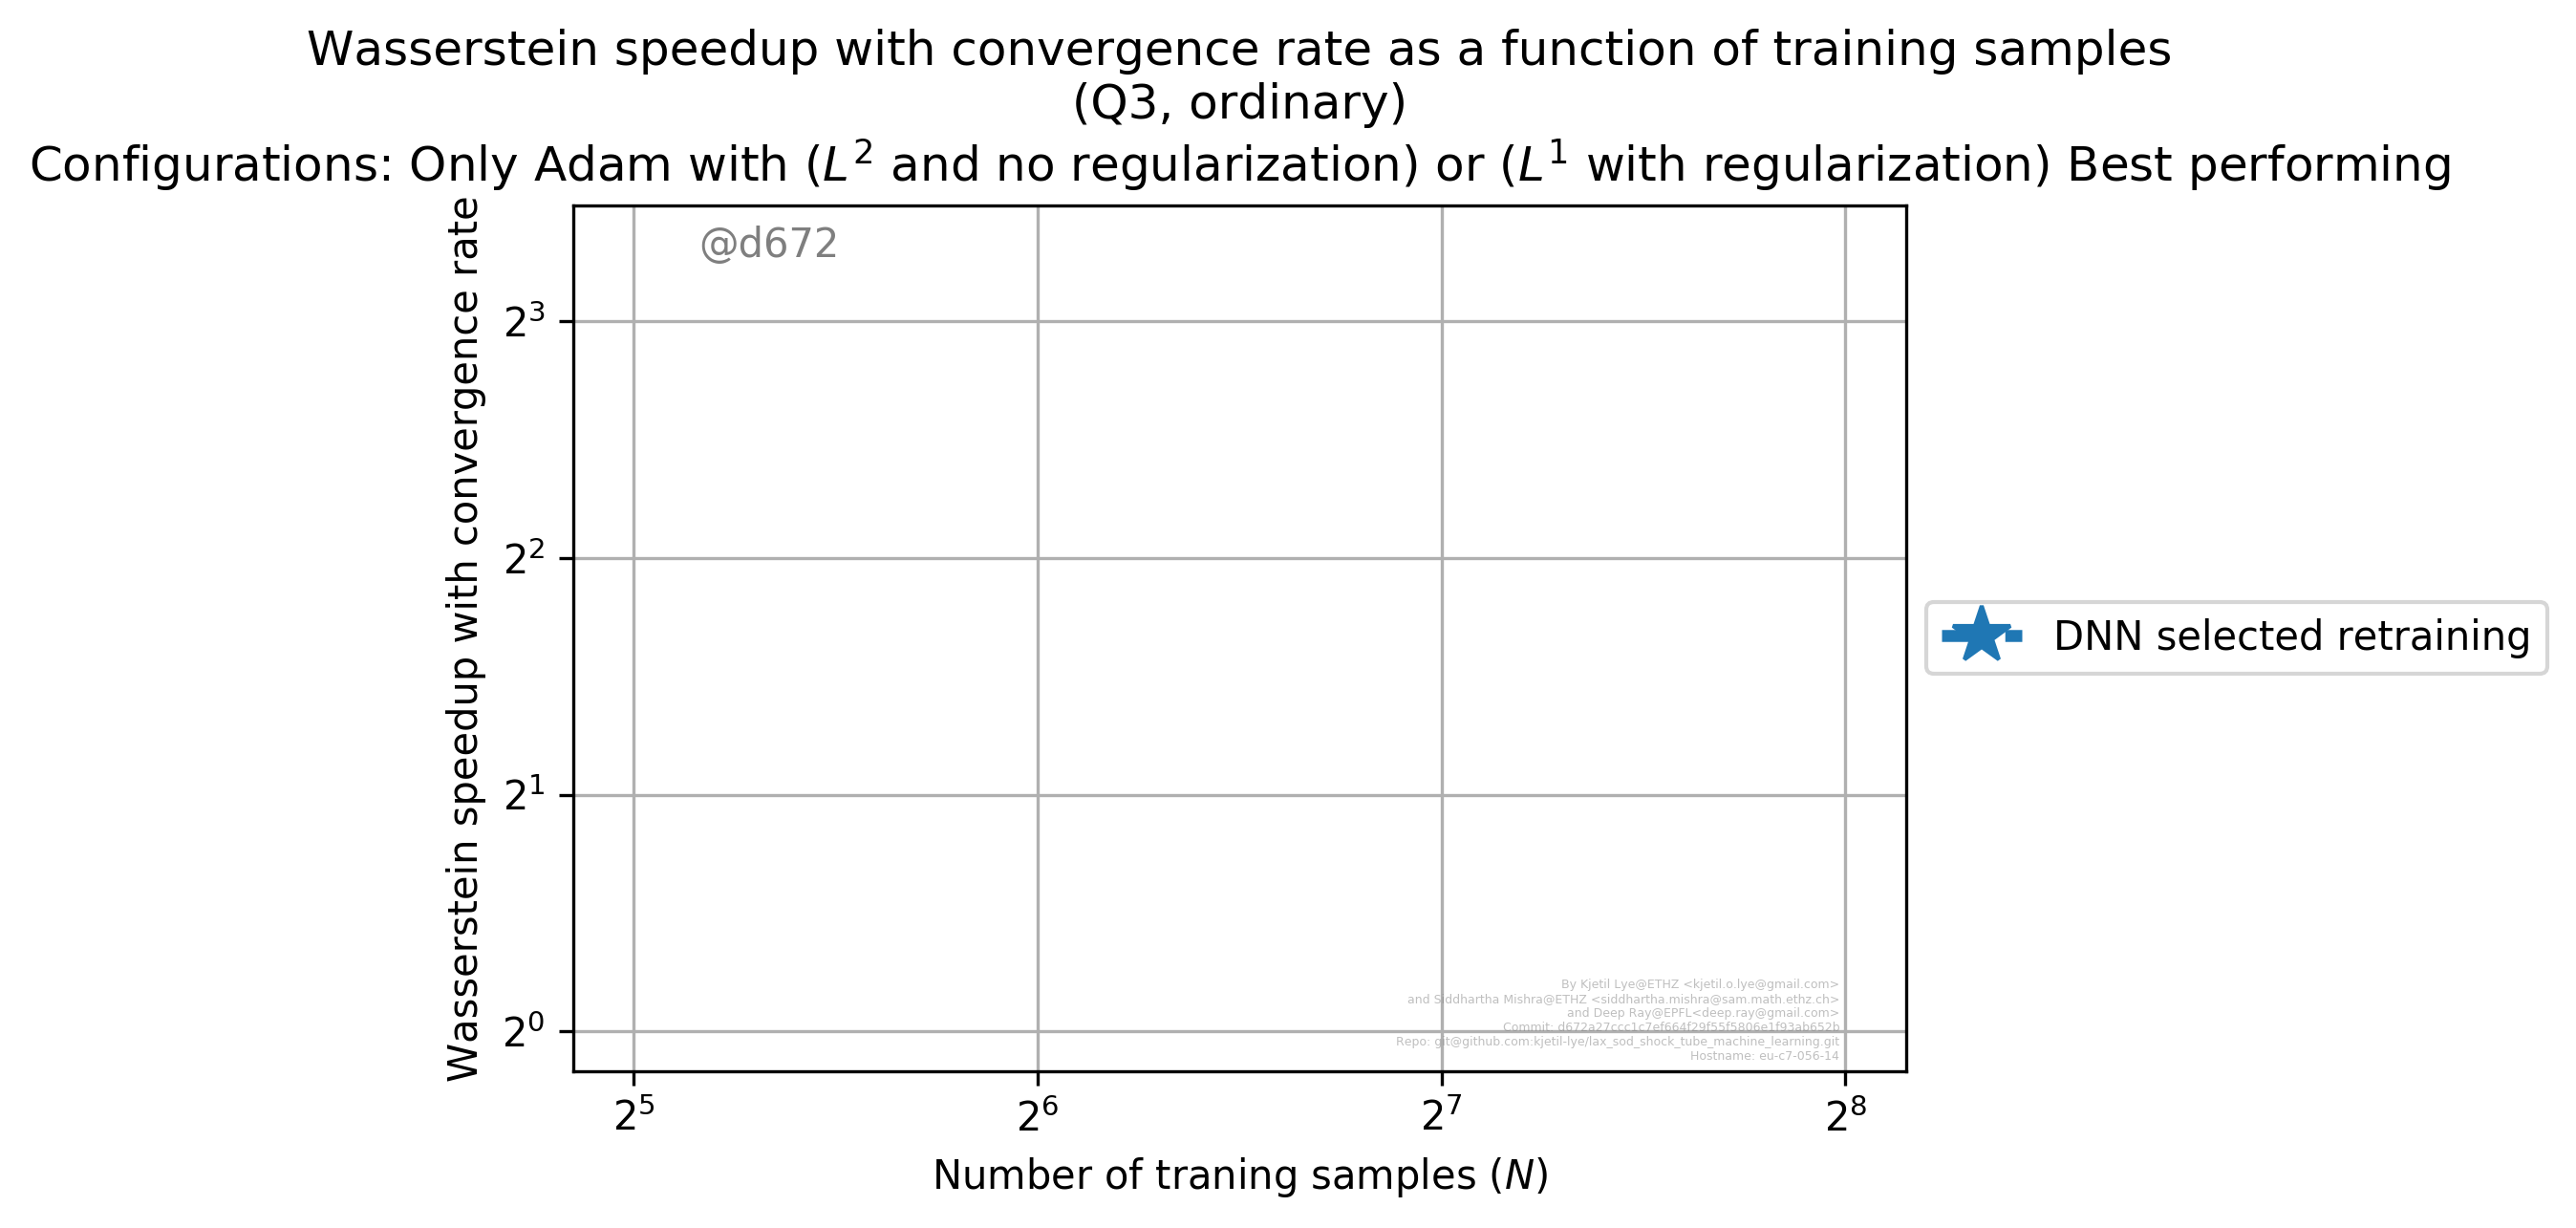 Wasserstein speedup with convergence rate as a function of training samples
(Q3, ordinary)
Configurations: Only Adam with (L² and no regularization) or (L¹ with regularization) Best performing
Wasserstein speedup with convergence rate
@d672
2³
2²
2¹
2⁰
DNN selected retraining
By Kjetil Lye@ETHZ <kjetil.o.lye@gmail.com>
and Siddhartha Mishra@ETHZ <siddhartha.mishra@sam.math.ethz.ch>
and Deep Ray@EPFL<deep.ray@gmail.com>
Commit: d672a27ccc1c7ef664f29f55f5806e1f93ab652b
Repo: git@github.com:kjetil-lye/lax_sod_shock_tube_machine_learning.git
Hostname: eu-c7-056-14
2⁵ 2⁶ 2⁷ 2⁸
Number of traning samples (N)